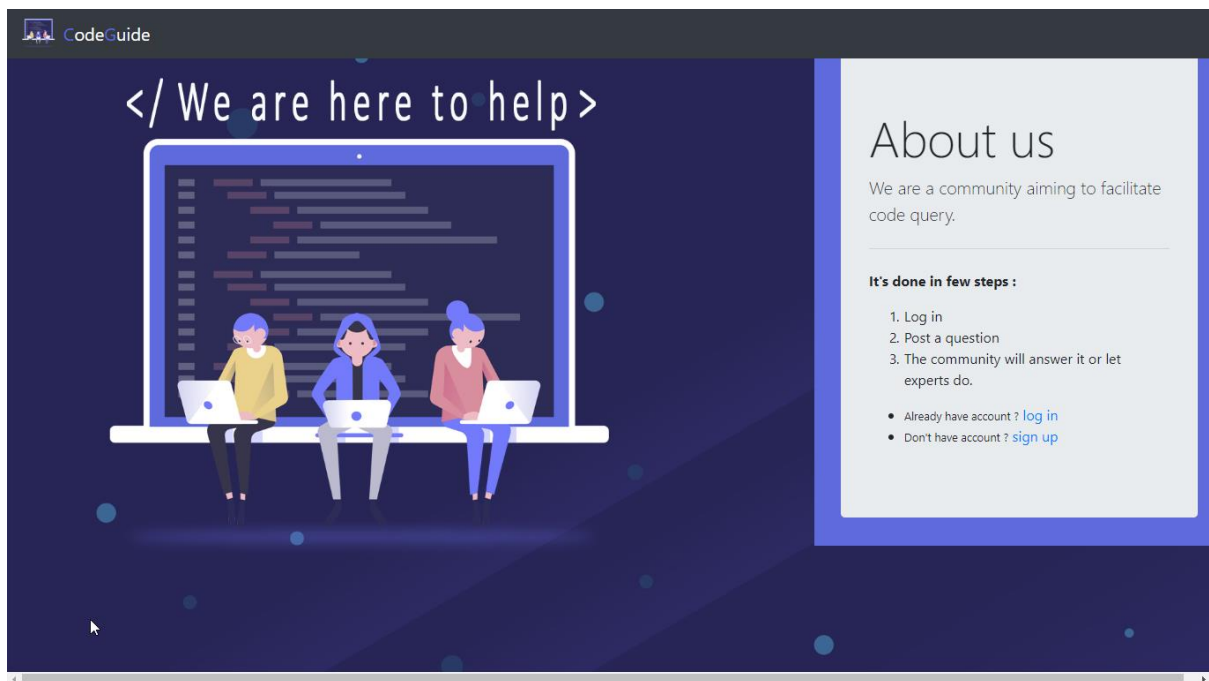 CodeGuide
</ We are here to help>
About us
We are a community aiming to facilitate
code query.
It's done in few steps :
1. Log in
2. Post a question
3. The community will answer it or let
experts do.
Already have account ? log in
Don't have account ? sign up